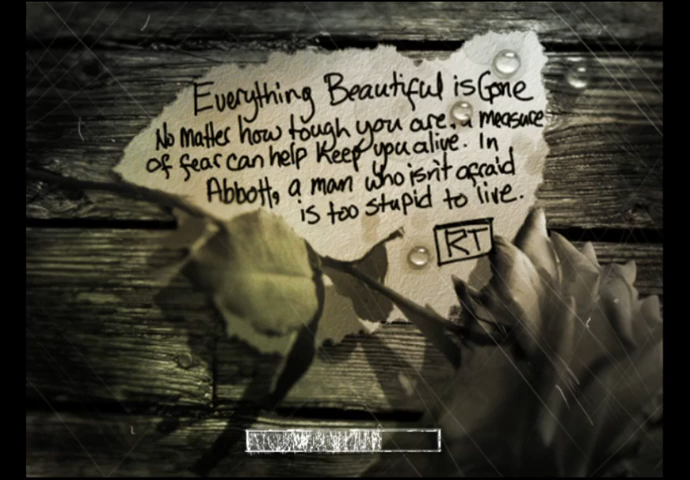 Everything Beautiful is Gone
No matter how tough you are, a measure
of fear can help keep you alive. In
Abbott, a man who isn't afraid
is too stupid to live.
RT